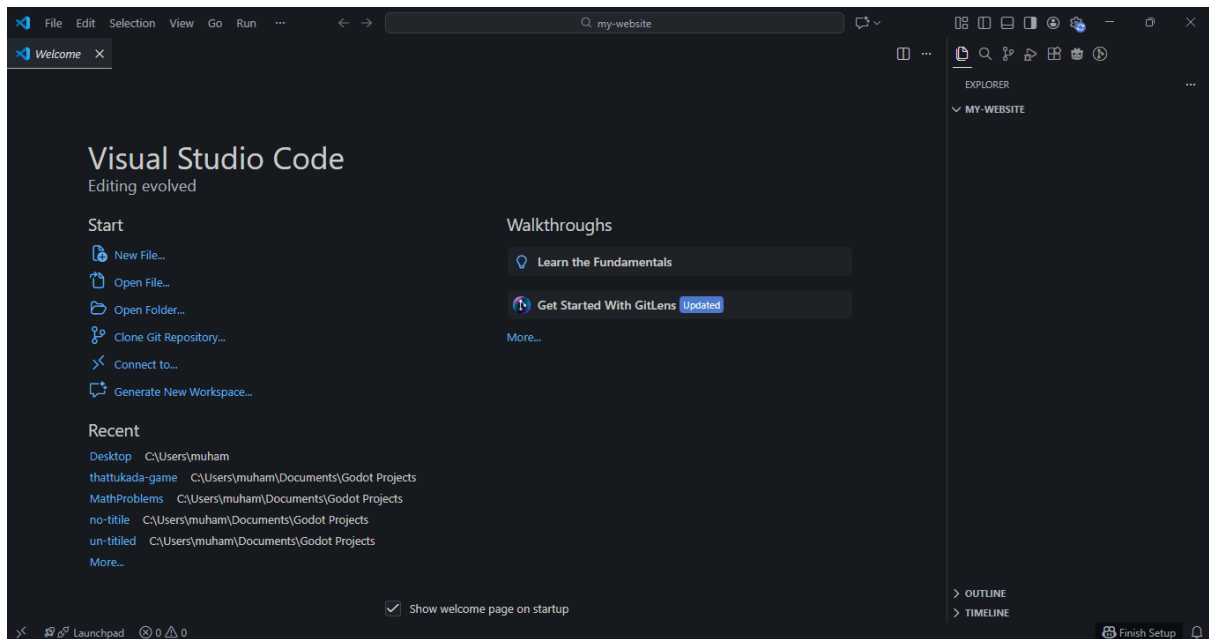 File Edit Selection View Go Run ···
my-website
Welcome
EXPLORER
MY-WEBSITE
Visual Studio Code
Editing evolved
Start
New File...
Open File...
Open Folder...
Clone Git Repository...
Connect to...
Generate New Workspace...
Recent
Desktop C:\Users\muham
thattukada-game C:\Users\muham\Documents\Godot Projects
MathProblems C:\Users\muham\Documents\Godot Projects
no-titile C:\Users\muham\Documents\Godot Projects
un-titiled C:\Users\muham\Documents\Godot Projects
More...
Walkthroughs
Learn the Fundamentals
Get Started With GitLens Updated
More...
Show welcome page on startup
OUTLINE
TIMELINE
Launchpad 0 0
Finish Setup